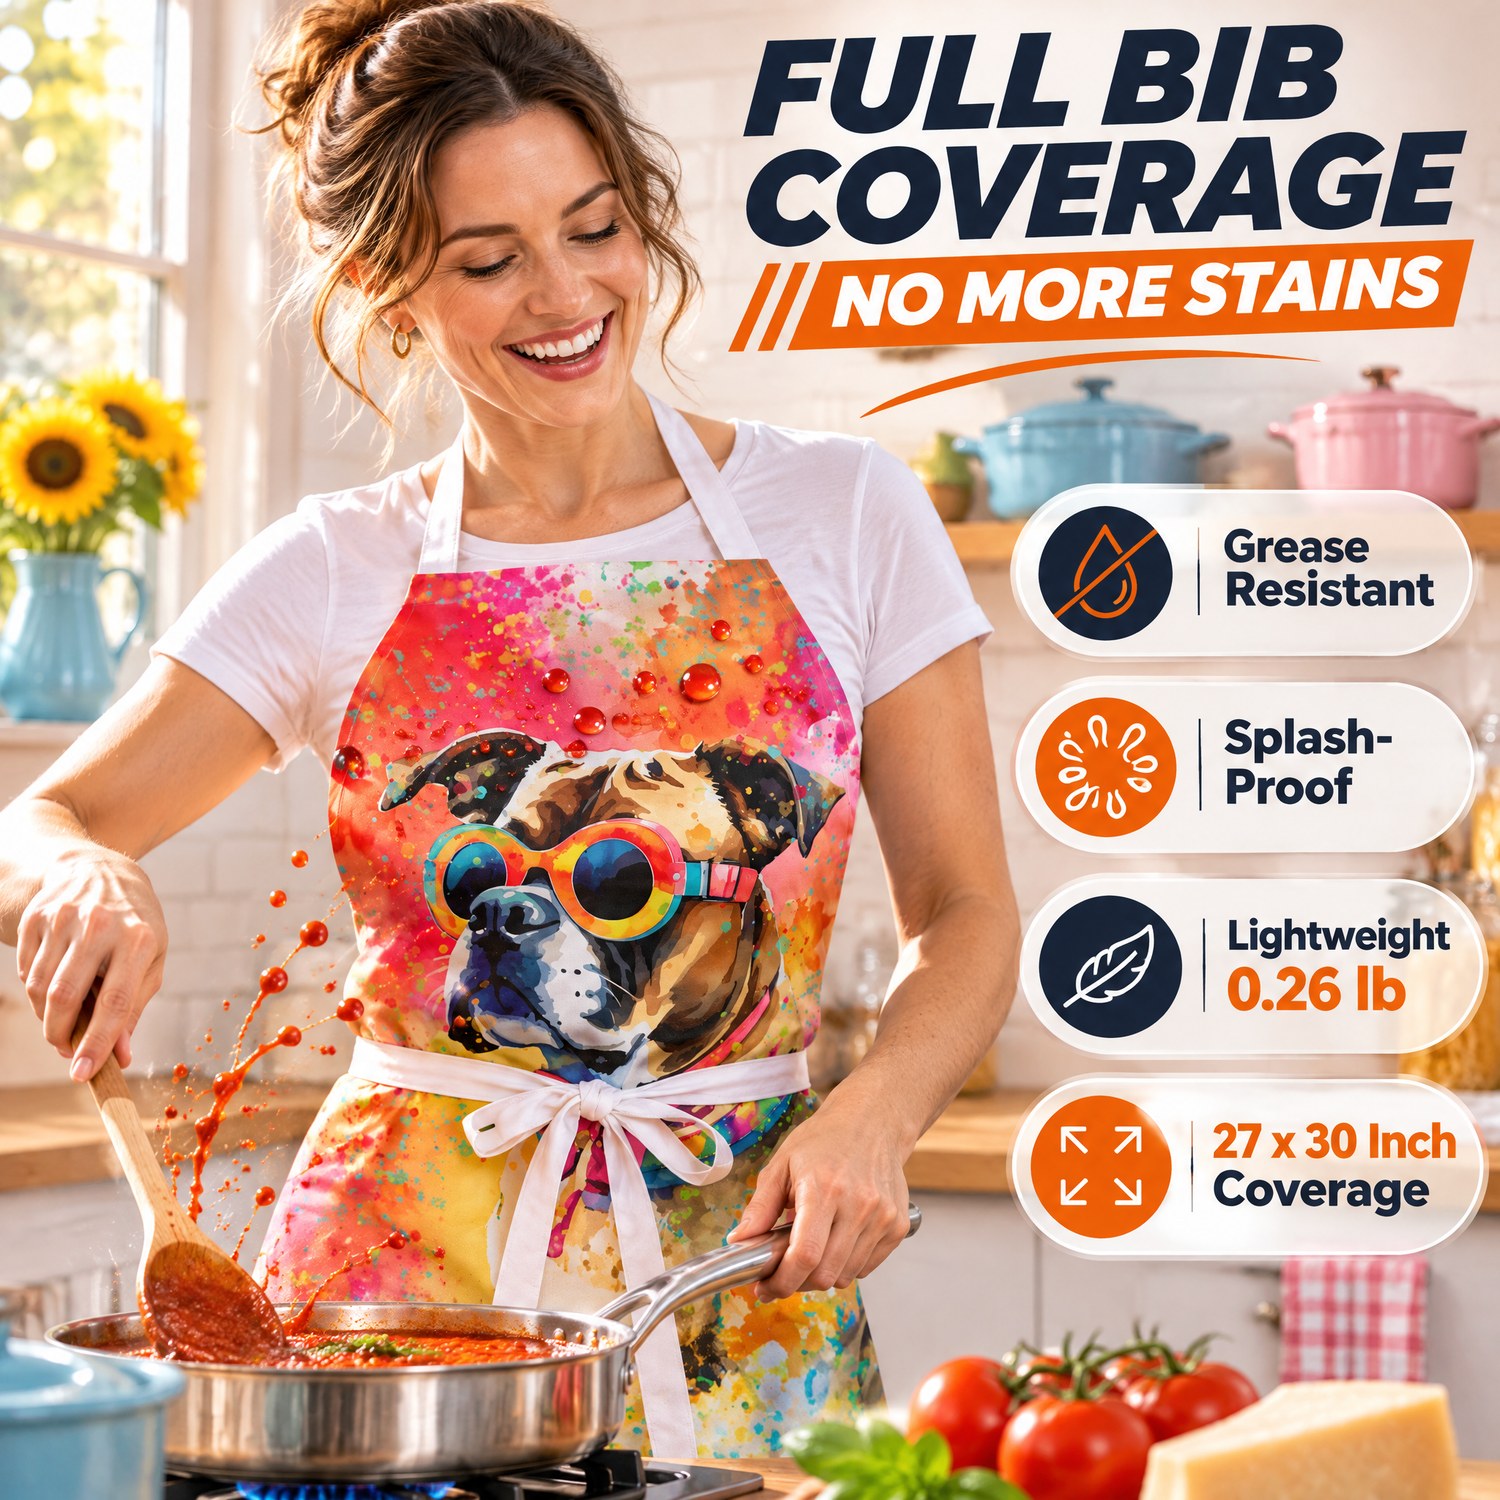 FULL BIB
COVERAGE
NO MORE STAINS
Grease
Resistant
Splash-
Proof
Lightweight
0.26 lb
27 x 30 Inch
Coverage